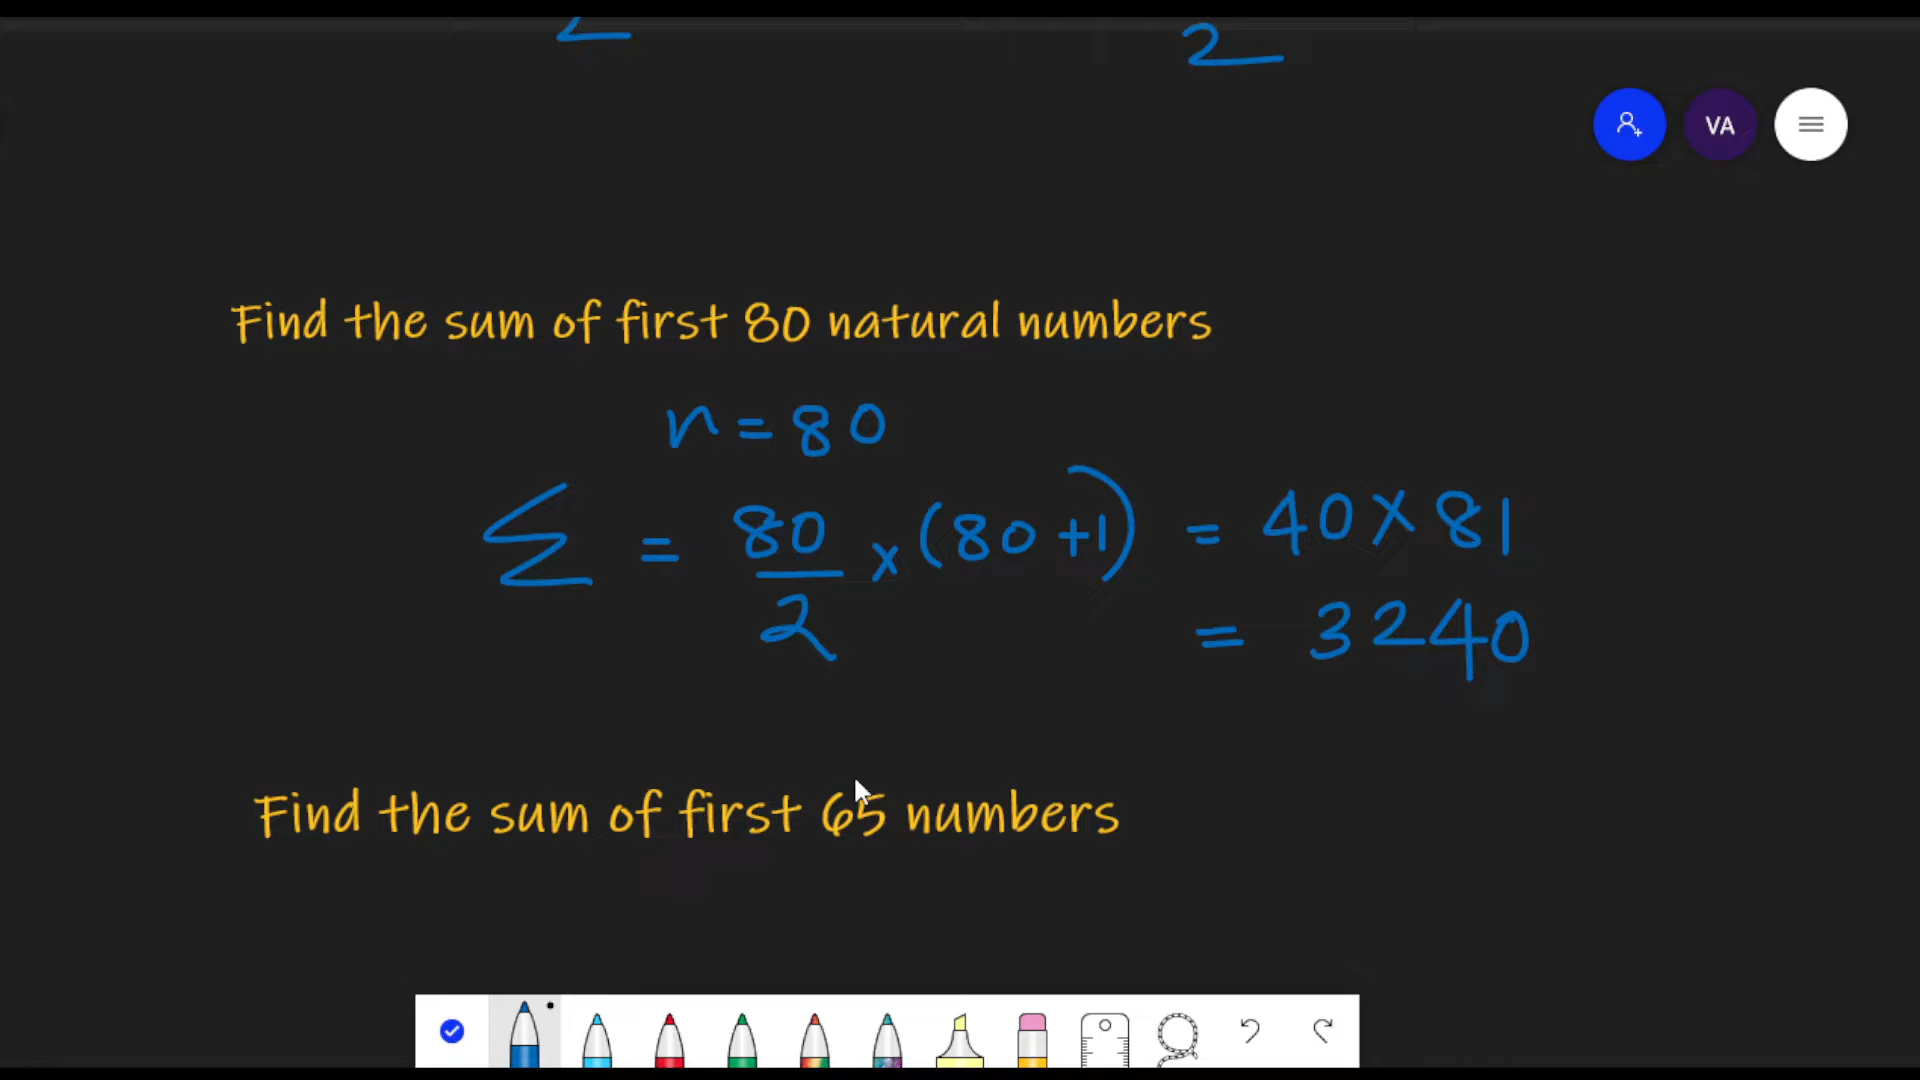 2
VA
Find the sum of first 80 natural numbers
n = 80
Σ = 80/2 x (80+1) = 40 x 81
= 3240
Find the sum of first 65 numbers